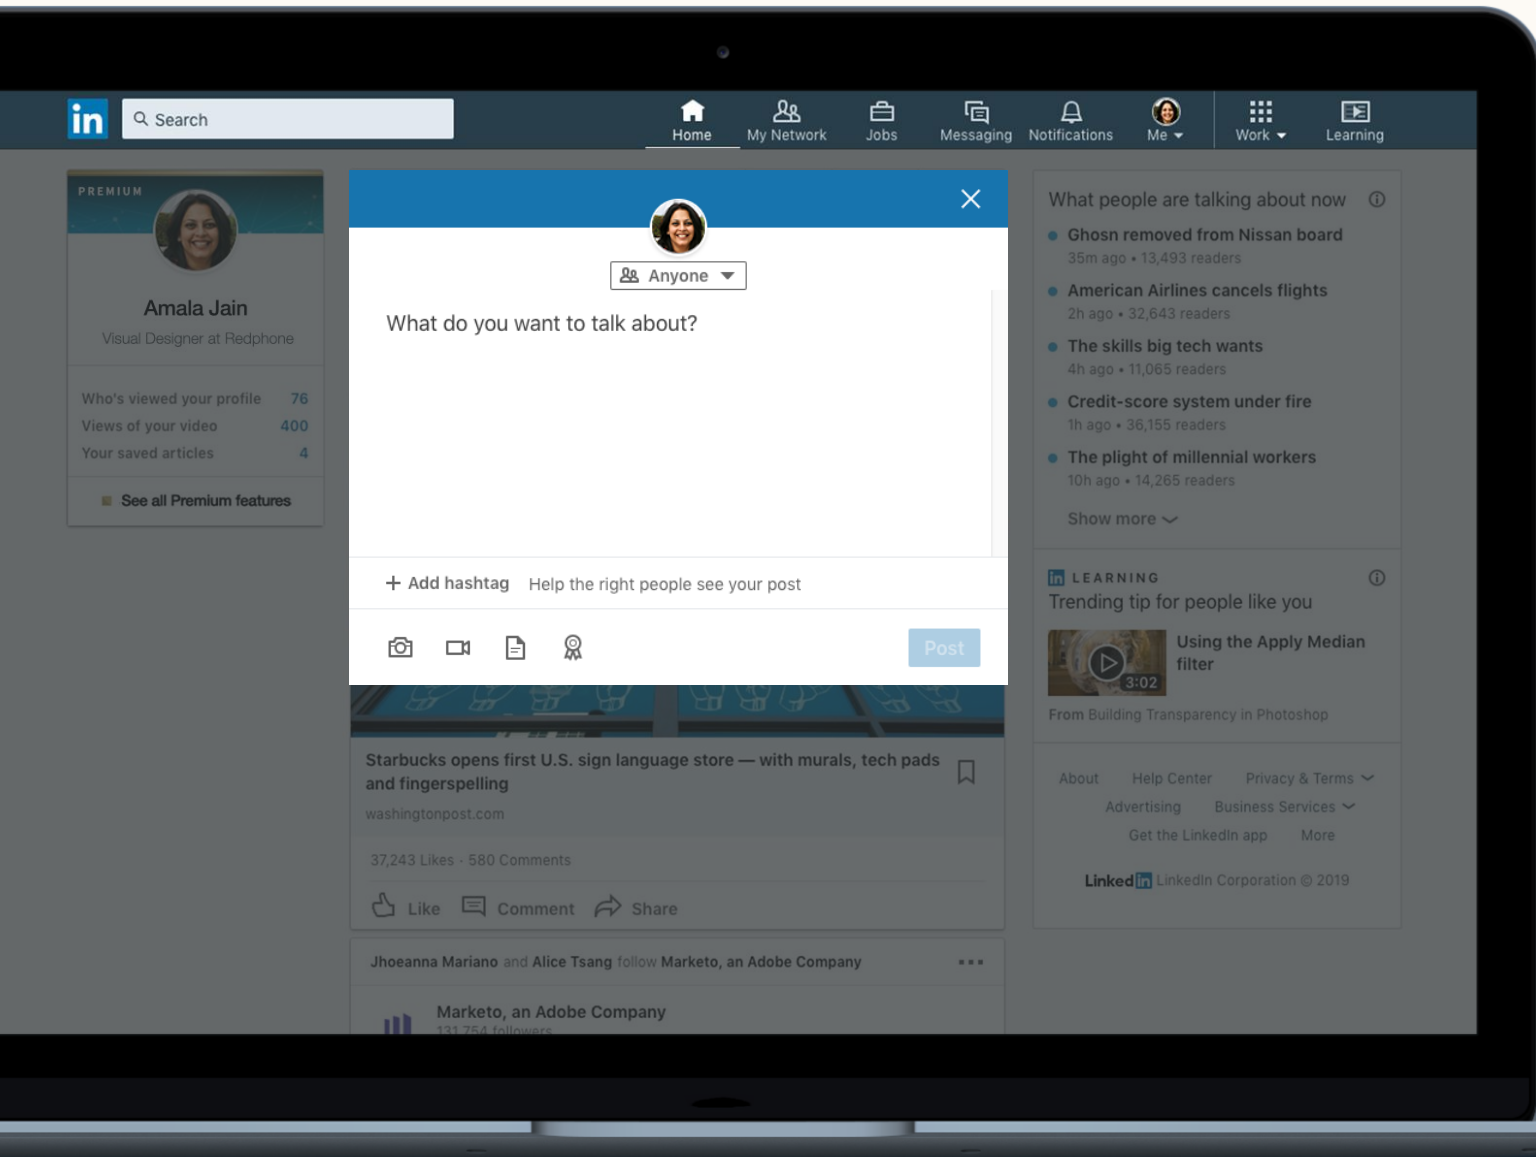 in
Search
Home
My Network
Jobs
Messaging
Notifications
Me
Work
Learning
PREMIUM
Amala Jain
Visual Designer at Redphone
Who's viewed your profile 76
Views of your video 400
Your saved articles 4
See all Premium features
Anyone
What do you want to talk about?
+ Add hashtag Help the right people see your post
Post
Starbucks opens first U.S. sign language store — with murals, tech pads
and fingerspelling
washingtonpost.com
37,243 Likes · 580 Comments
Like Comment Share
Jhoeanna Mariano and Alice Tsang follow Marketo, an Adobe Company
Marketo, an Adobe Company
131,754 followers
What people are talking about now
Ghosn removed from Nissan board
35m ago • 13,493 readers
American Airlines cancels flights
2h ago • 32,643 readers
The skills big tech wants
4h ago • 11,065 readers
Credit-score system under fire
1h ago • 36,155 readers
The plight of millennial workers
10h ago • 14,265 readers
Show more
in LEARNING
Trending tip for people like you
Using the Apply Median
filter
3:02
From Building Transparency in Photoshop
About Help Center Privacy & Terms
Advertising Business Services
Get the LinkedIn app More
Linked in LinkedIn Corporation © 2019